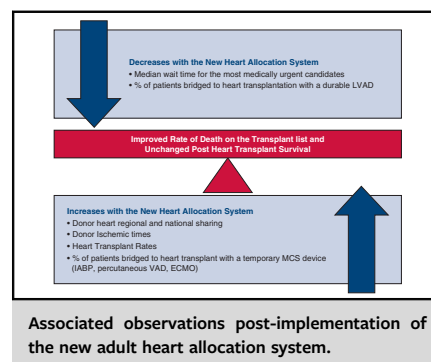 Decreases with the New Heart Allocation System
• Median wait time for the most medically urgent candidates
• % of patients bridged to heart transplantation with a durable LVAD
Improved Rate of Death on the Transplant list and
Unchanged Post Heart Transplant Survival
Increases with the New Heart Allocation System
• Donor heart regional and national sharing
• Donor Ischemic times
• Heart Transplant Rates
• % of patients bridged to heart transplant with a temporary MCS device
(IABP, percutaneous VAD, ECMO)
Associated observations post-implementation of
the new adult heart allocation system.